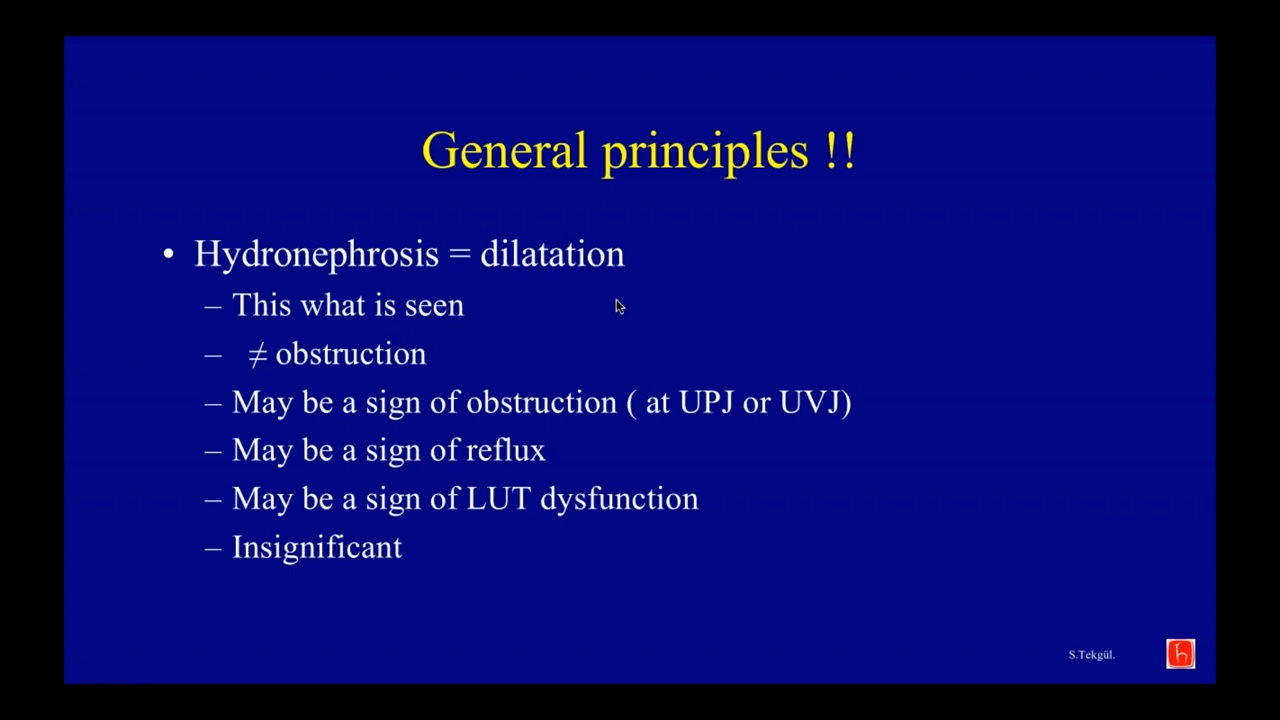 General principles !!
• Hydronephrosis = dilatation
– This what is seen
– ≠ obstruction
– May be a sign of obstruction ( at UPJ or UVJ)
– May be a sign of reflux
– May be a sign of LUT dysfunction
– Insignificant
S.Tekgül.